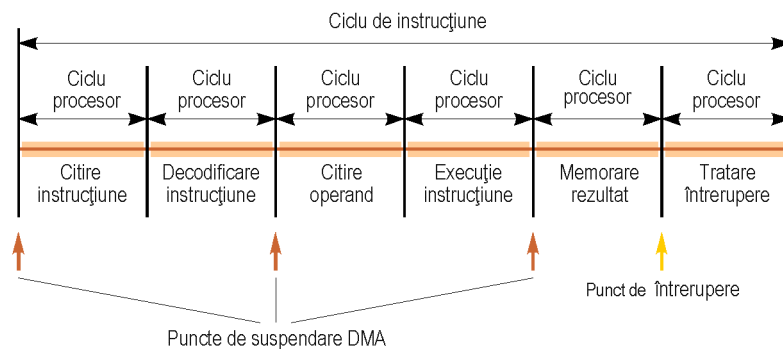 Ciclu de instrucţiune
Ciclu
procesor
Ciclu
procesor
Ciclu
procesor
Ciclu
procesor
Ciclu
procesor
Ciclu
procesor
Citire
instrucţiune
Decodificare
instrucţiune
Citire
operand
Execuţie
instrucţiune
Memorare
rezultat
Tratare
întrerupere
Punct de întrerupere
Puncte de suspendare DMA